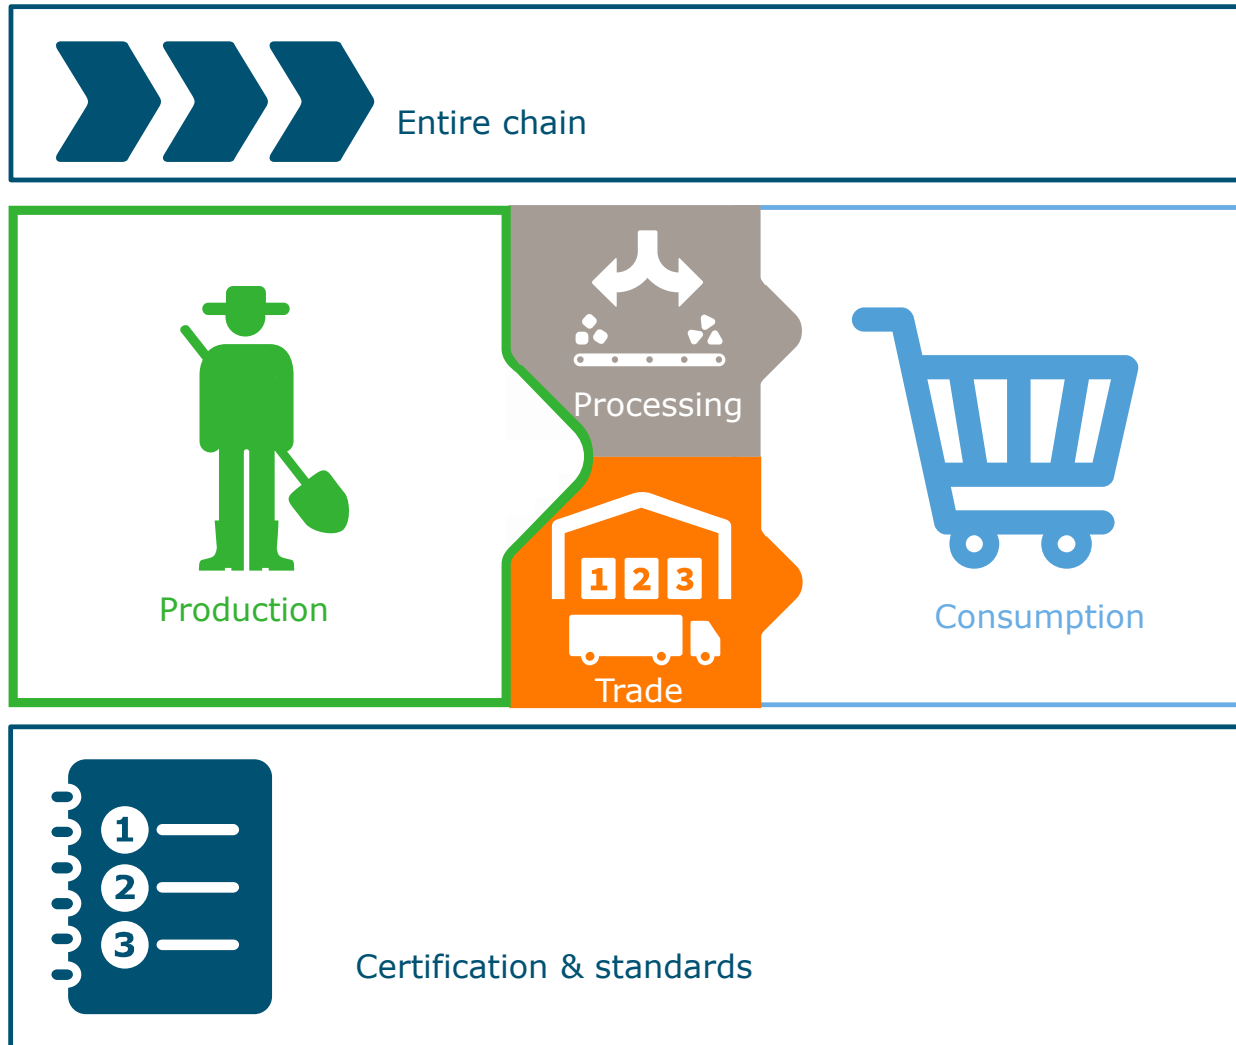 Entire chain
Processing
1 2 3
Trade
Production
Consumption
1
2
3
Certification & standards